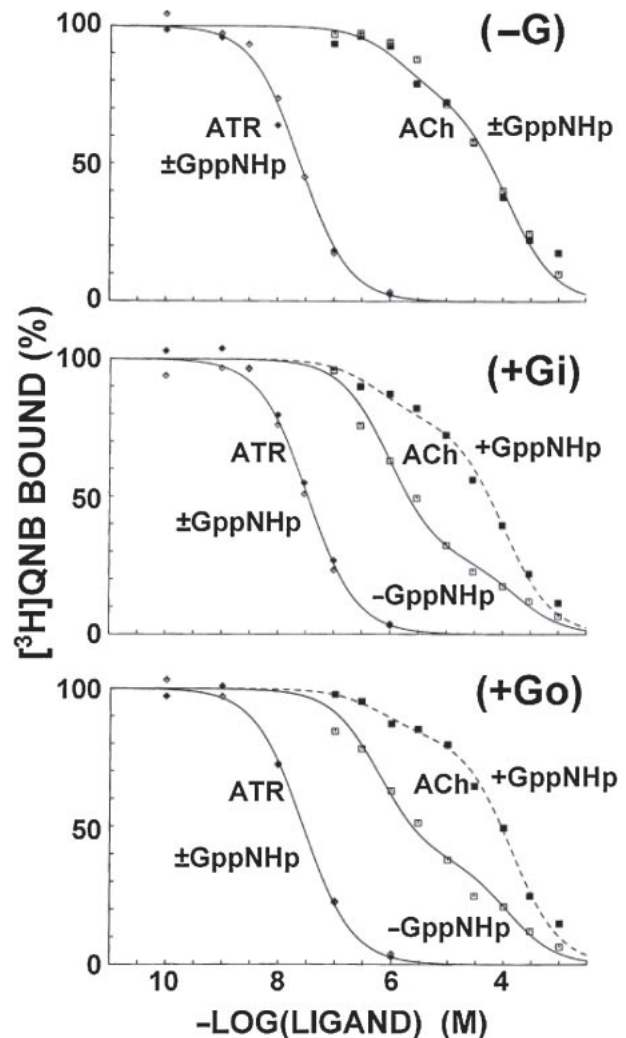 [³H]QNB BOUND (%)
100
50
0
(–G)
ATR
±GppNHp
ACh
±GppNHp
100
50
0
(+Gi)
ATR
±GppNHp
ACh
+GppNHp
–GppNHp
100
50
0
(+Go)
ATR
±GppNHp
ACh
+GppNHp
–GppNHp
10 8 6 4
–LOG(LIGAND) (M)